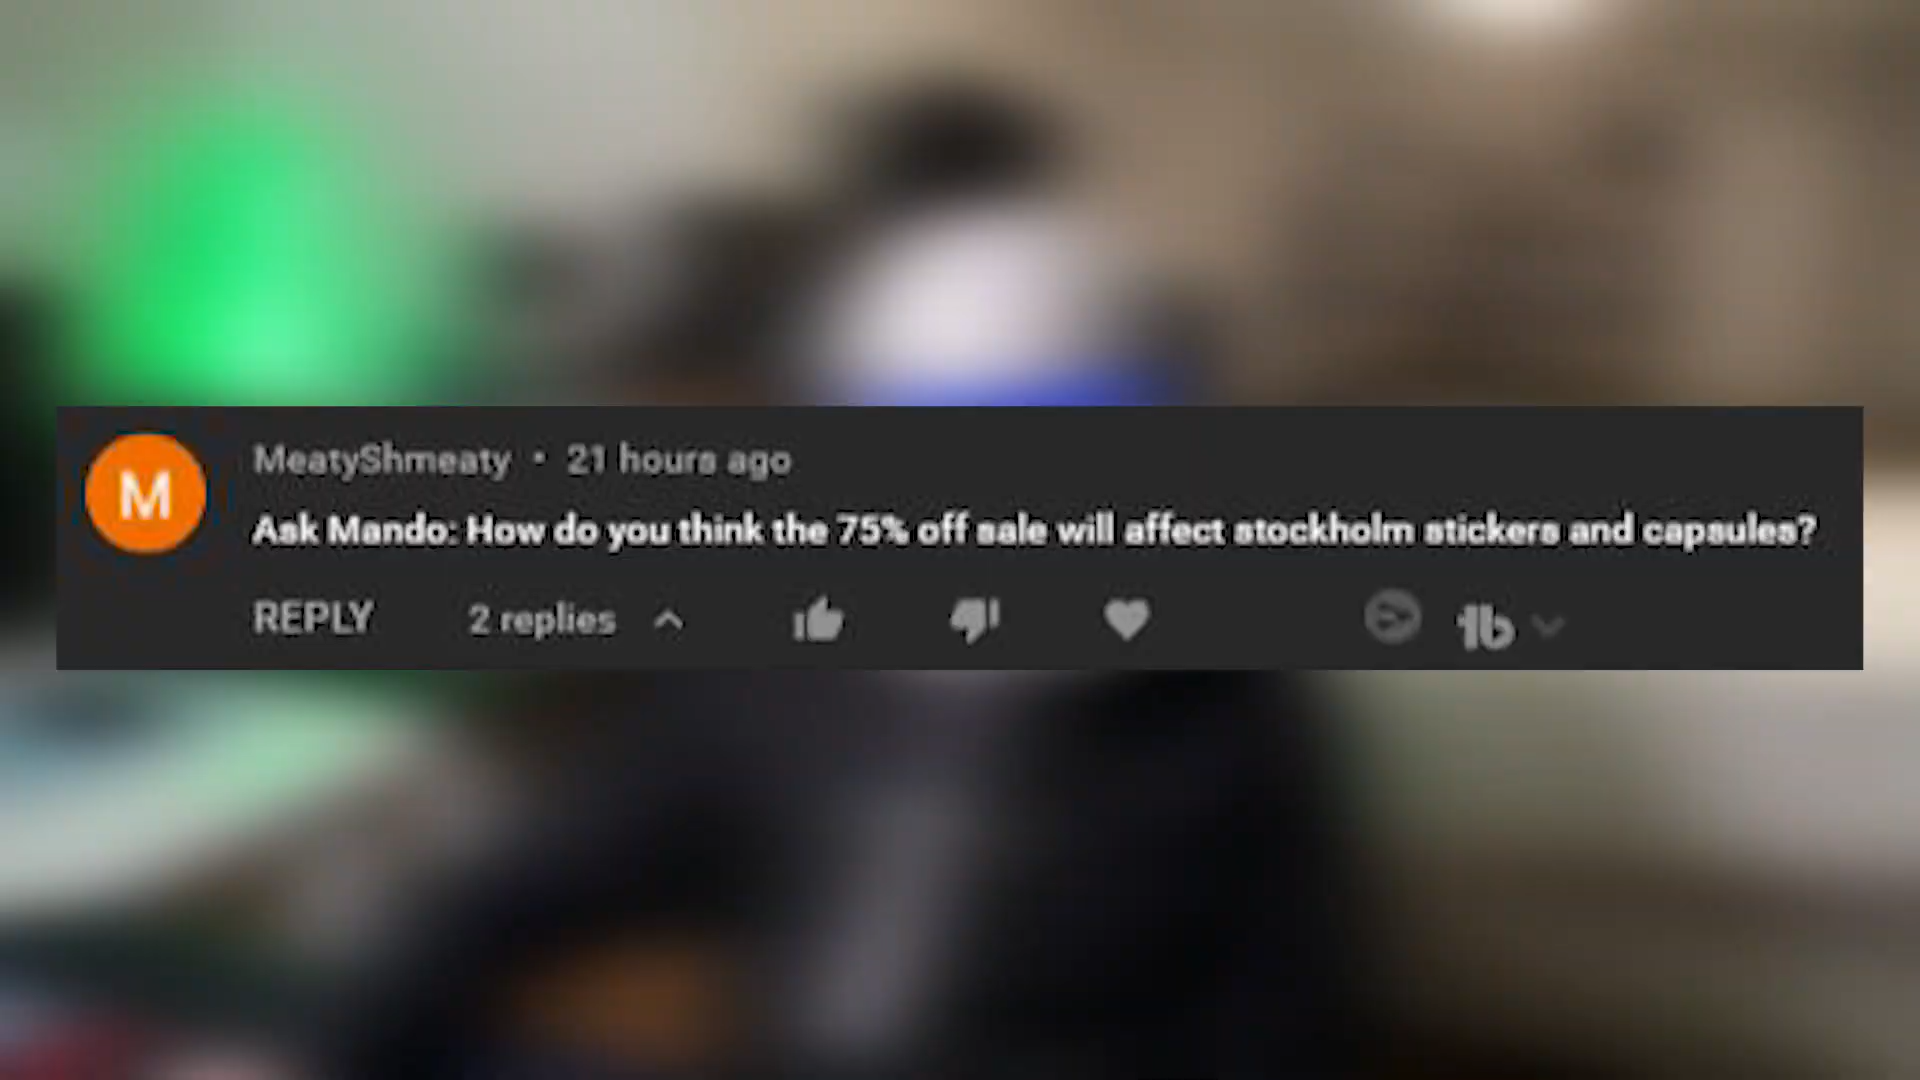 M
MeatyShmeaty • 21 hours ago
Ask Mando: How do you think the 75% off sale will affect stockholm stickers and capsules?
REPLY 2 replies
tb